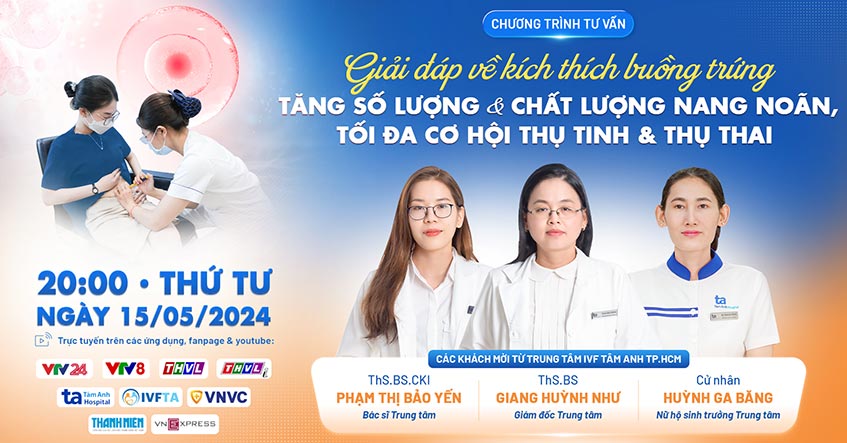 CHƯƠNG TRÌNH TƯ VẤN
Giải đáp về kích thích buồng trứng
TĂNG SỐ LƯỢNG & CHẤT LƯỢNG NANG NOÃN,
TỐI ĐA CƠ HỘI THỤ TINH & THỤ THAI
20:00 • THỨ TƯ
NGÀY 15/05/2024
Trực tuyến trên các ứng dụng, fanpage & youtube:
VTV24 VTV8 THVL THVL
ta Tâm Anh Hospital IVFTA VNVC
THANH NIÊN VNEXPRESS
ta
CÁC KHÁCH MỜI TỪ TRUNG TÂM IVF TÂM ANH TP.HCM
ThS.BS.CKI
PHẠM THỊ BẢO YẾN
Bác sĩ Trung tâm
ThS.BS
GIANG HUỲNH NHƯ
Giám đốc Trung tâm
Cử nhân
HUỲNH GA BĂNG
Nữ hộ sinh trưởng Trung tâm